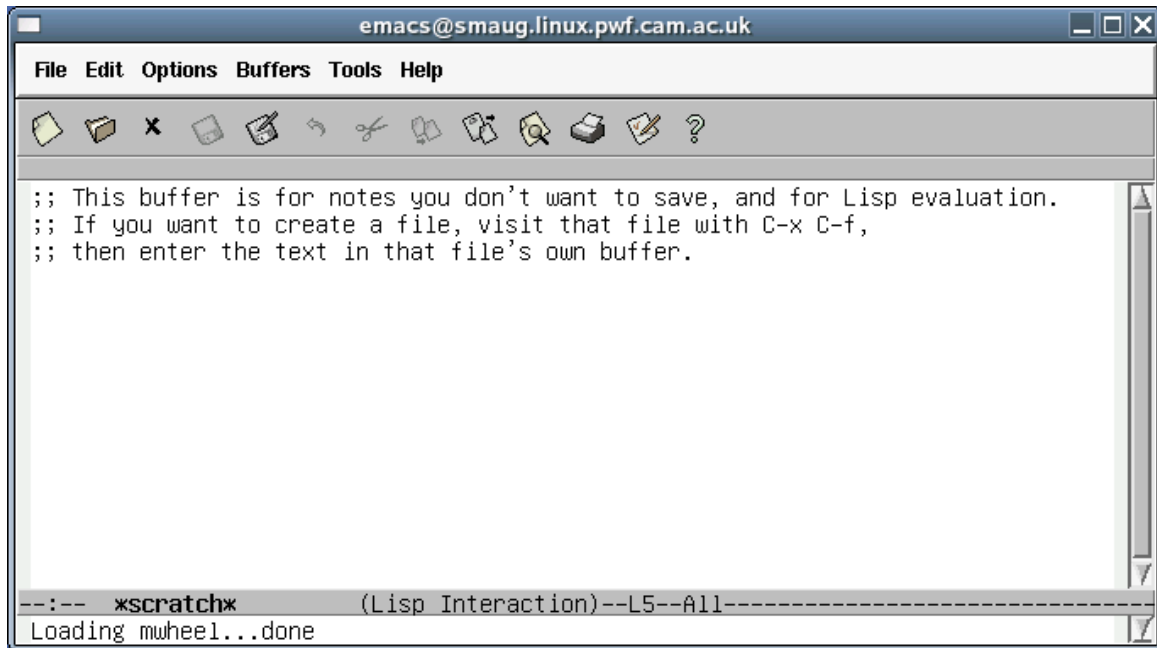 emacs@smaug.linux.pwf.cam.ac.uk
File Edit Options Buffers Tools Help
;; This buffer is for notes you don't want to save, and for Lisp evaluation.
;; If you want to create a file, visit that file with C-x C-f,
;; then enter the text in that file's own buffer.
--:-- *scratch* (Lisp Interaction)--L5--All--------------------------------
Loading mwheel...done